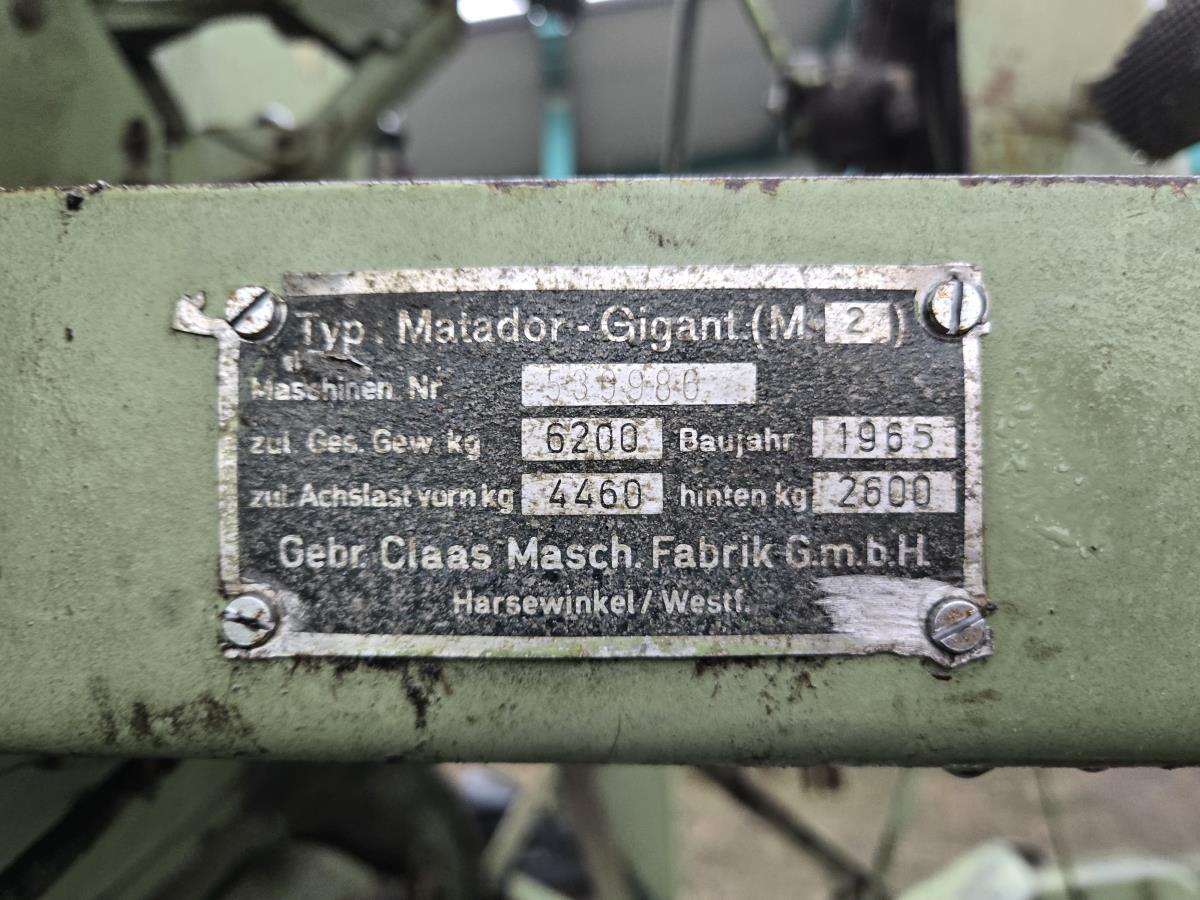 Typ: Matador - Gigant. (M 2)
Maschinen. Nr 539986
zul. Ges. Gew. kg 6200 Baujahr 1965
zul. Achslast vorn kg 4460 hinten kg 2600
Gebr. Claas Masch. Fabrik G.m.b.H.
Harsewinkel/Westf.